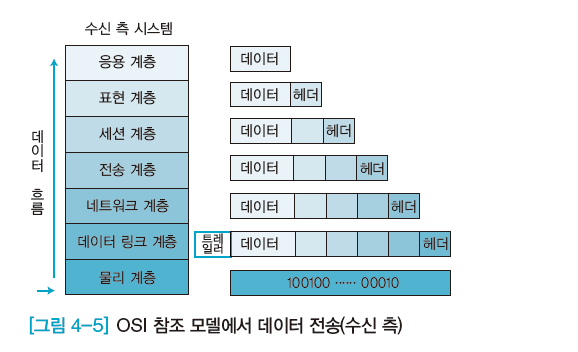 수신 측 시스템
응용 계층 데이터
표현 계층 데이터 헤더
세션 계층 데이터 헤더
전송 계층 데이터 헤더
네트워크 계층 데이터 헤더
데이터 링크 계층 트레일러 데이터 헤더
물리 계층 100100 ······ 00010
데이터 흐름
[그림 4-5] OSI 참조 모델에서 데이터 전송(수신 측)